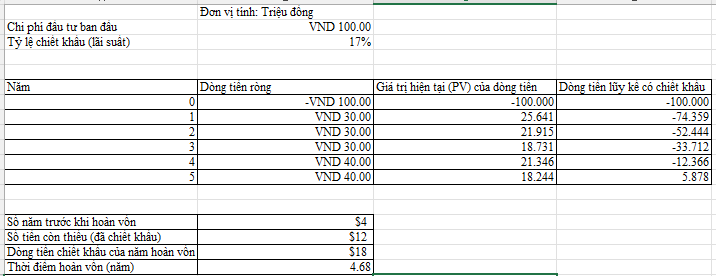 Đơn vị tính: Triệu đồng
Chi phí đầu tư ban đầu VND 100.00
Tỷ lệ chiết khấu (lãi suất) 17%
Năm Dòng tiền ròng Giá trị hiện tại (PV) của dòng tiền Dòng tiền lũy kế có chiết khấu
0 -VND 100.00 -100.000 -100.000
1 VND 30.00 25.641 -74.359
2 VND 30.00 21.915 -52.444
3 VND 30.00 18.731 -33.712
4 VND 40.00 21.346 -12.366
5 VND 40.00 18.244 5.878
Số năm trước khi hoàn vốn $4
Số tiền còn thiếu (đã chiết khấu) $12
Dòng tiền chiết khấu của năm hoàn vốn $18
Thời điểm hoàn vốn (năm) 4.68